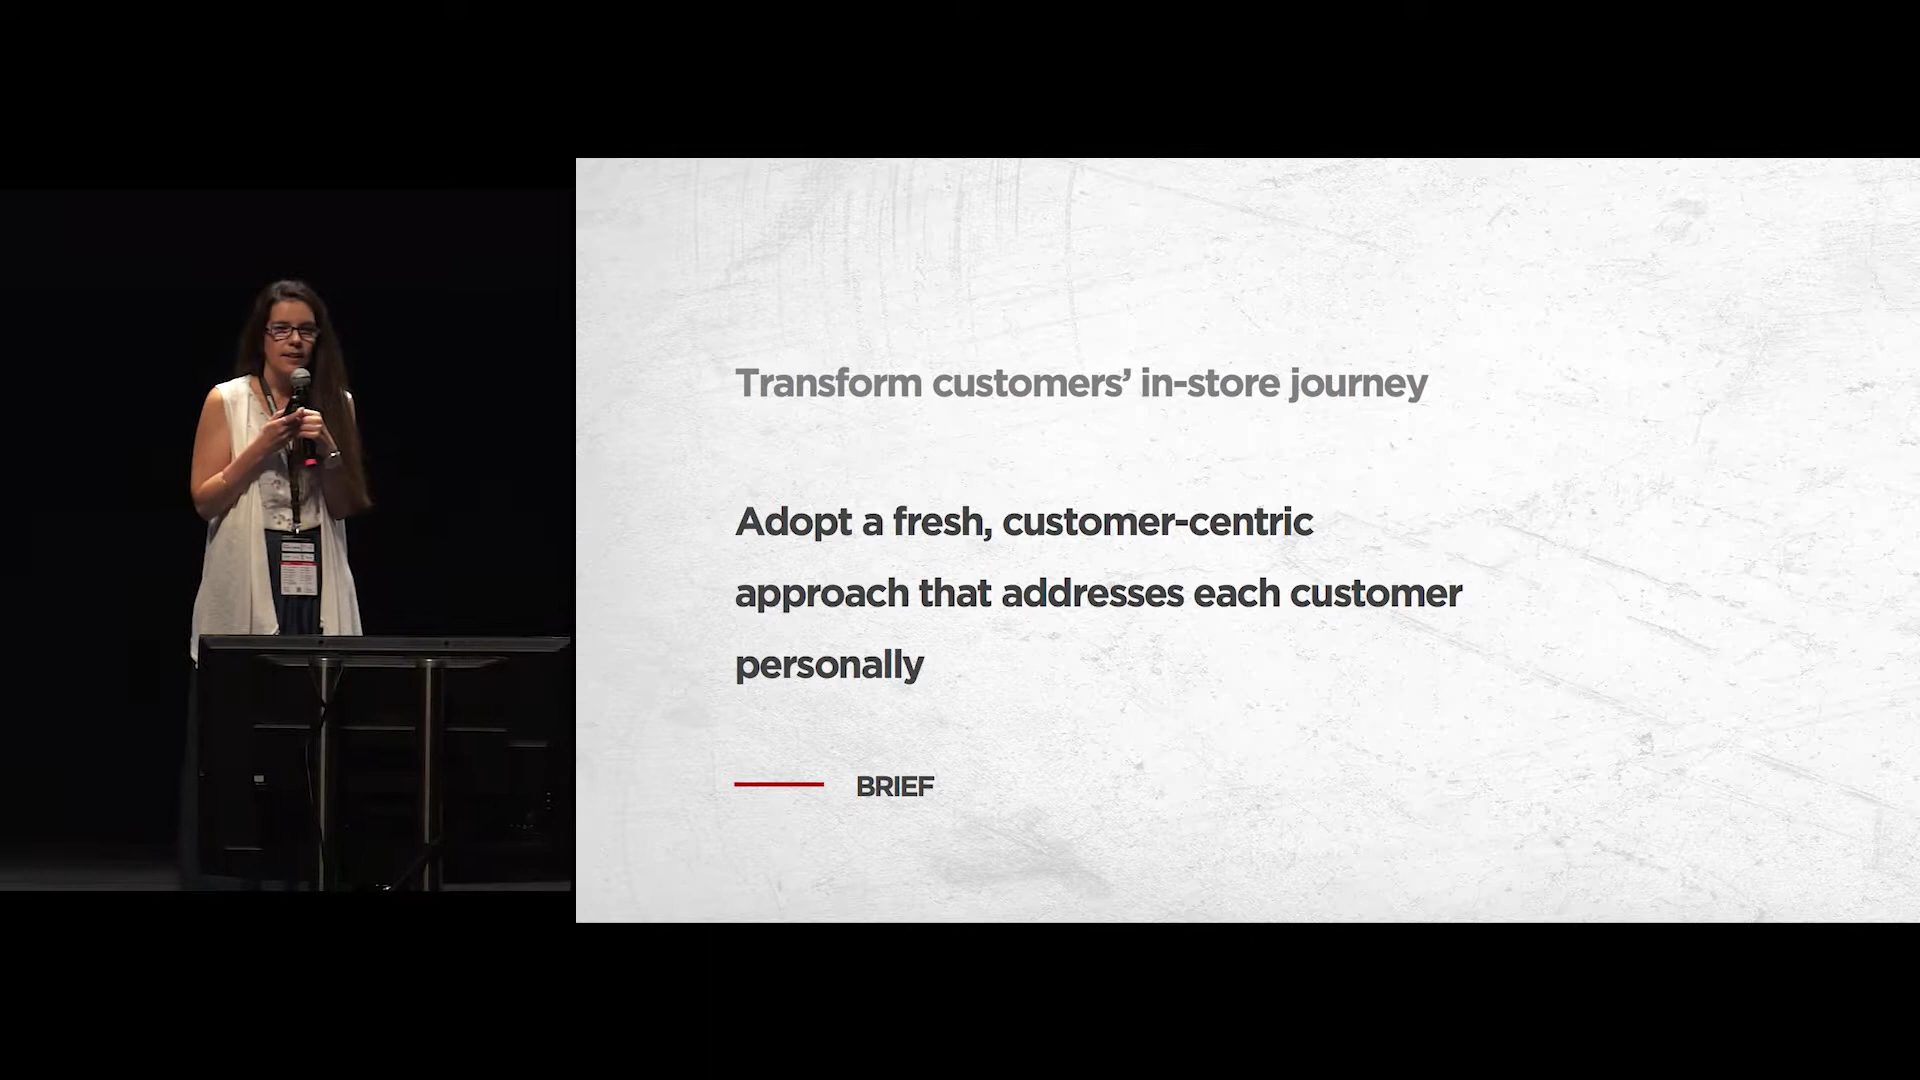 Transform customers’ in-store journey
Adopt a fresh, customer-centric
approach that addresses each customer
personally
BRIEF